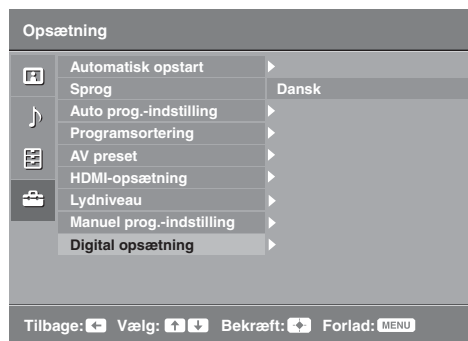 Opsætning
Automatisk opstart
Sprog Dansk
Auto prog.-indstilling
Programsortering
AV preset
HDMI-opsætning
Lydniveau
Manuel prog.-indstilling
Digital opsætning
Tilbage: Vælg: Bekræft: Forlad: MENU